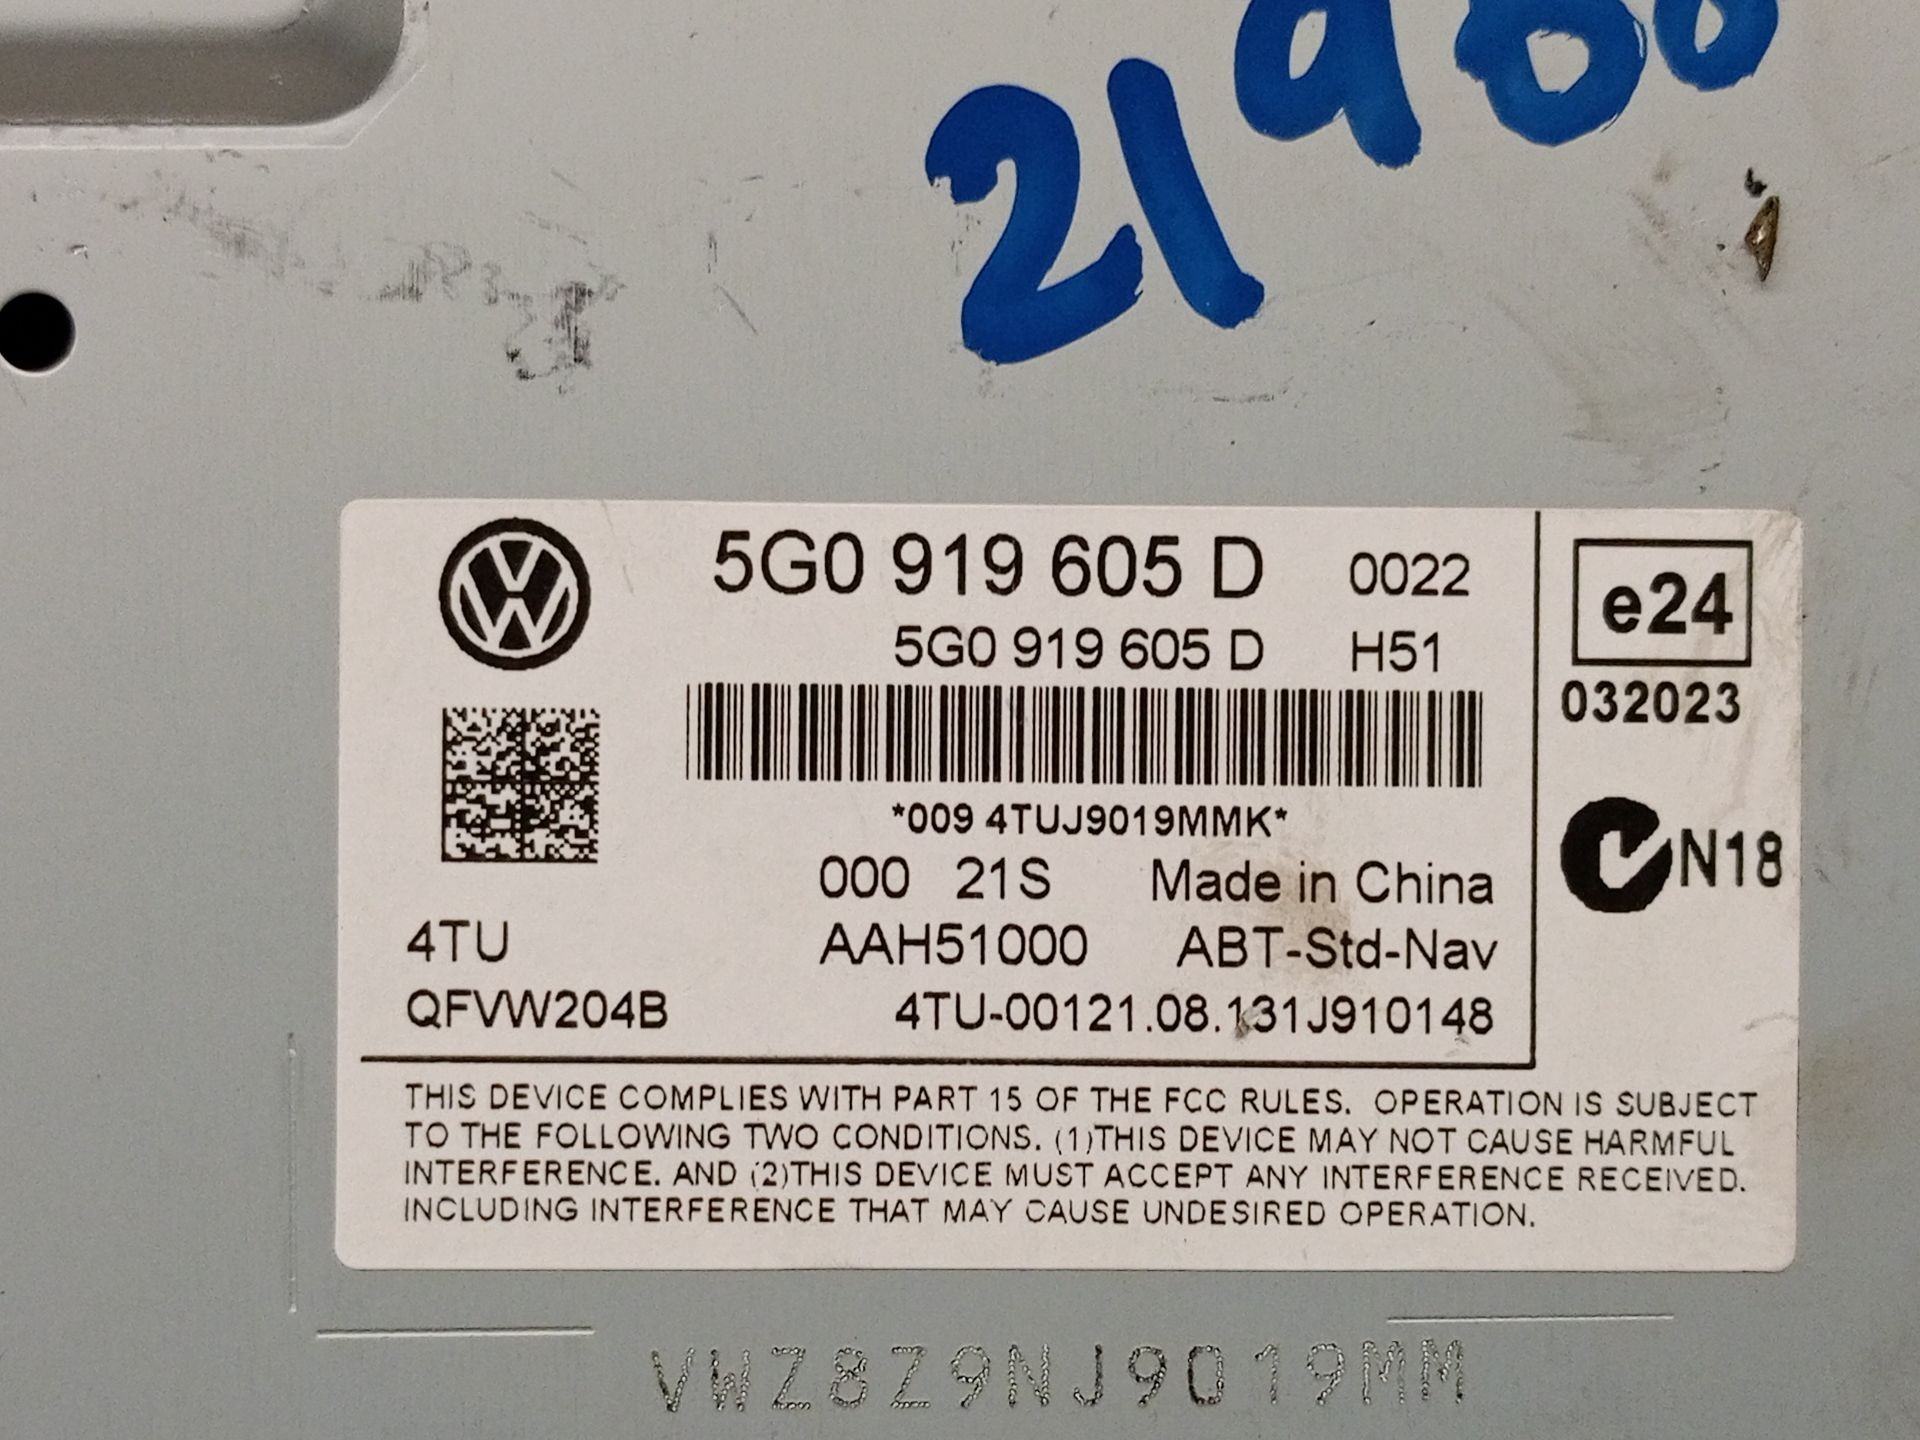 21
5G0 919 605 D 0022
5G0 919 605 D H51
e24
032023
*009 4TUJ9019MMK*
N18
000 21S Made in China
4TU AAH51000 ABT-Std-Nav
QFVW204B 4TU-00121.08.131J910148
THIS DEVICE COMPLIES WITH PART 15 OF THE FCC RULES. OPERATION IS SUBJECT
TO THE FOLLOWING TWO CONDITIONS. (1)THIS DEVICE MAY NOT CAUSE HARMFUL
INTERFERENCE. AND (2)THIS DEVICE MUST ACCEPT ANY INTERFERENCE RECEIVED.
INCLUDING INTERFERENCE THAT MAY CAUSE UNDESIRED OPERATION.
VWZ8Z9NJ9019MM